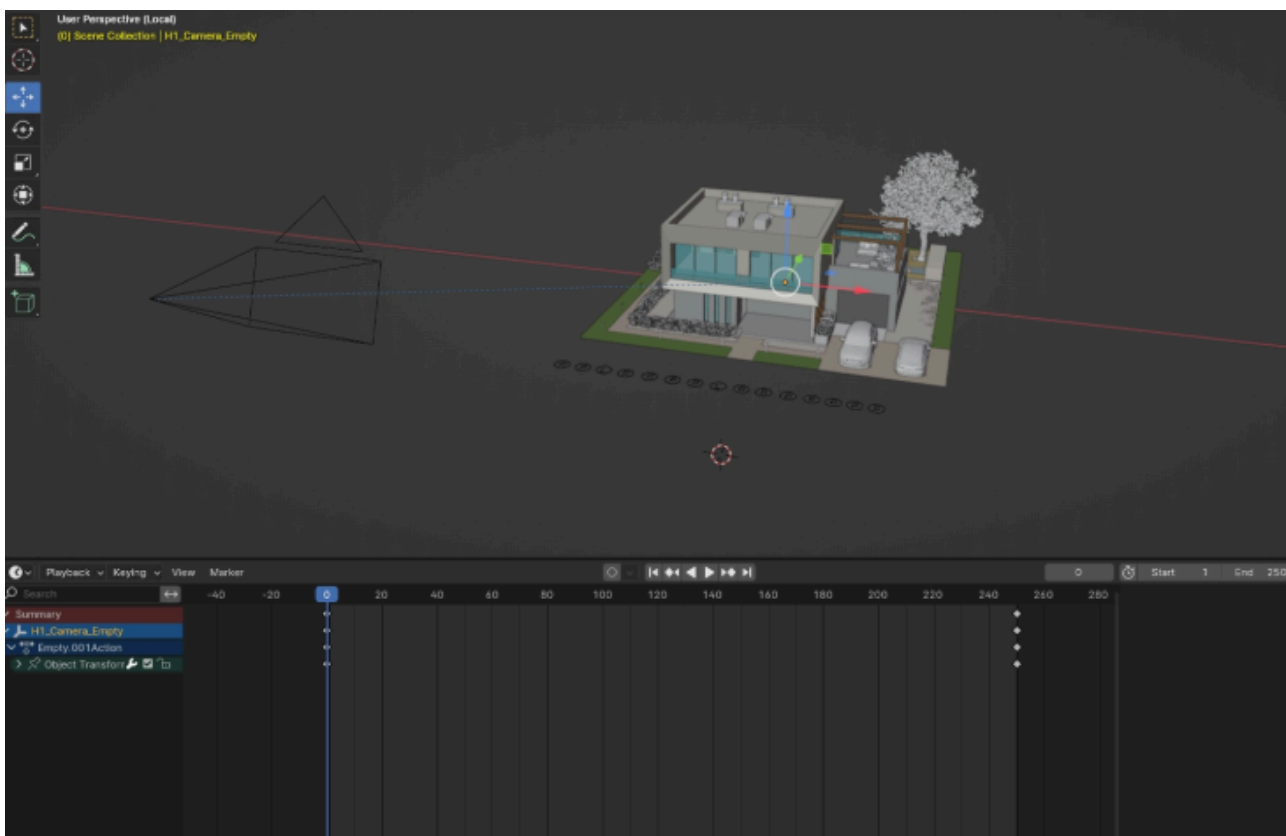 User Perspective (Local)
(0) Scene Collection | H1_Camera_Empty
Playback Keying View Marker 0 Start 1 End 250
Search -40 -20 0 20 40 60 80 100 120 140 160 180 200 220 240 260 280
Summary
H1_Camera_Empty
Empty.001Action
Object Transforr